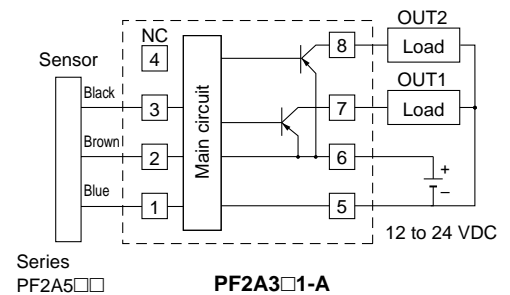 OUT2
NC
4
8
Load
Sensor
OUT1
Black
3
Main circuit
7
Load
Brown
2
6
+
−
Blue
1
5
12 to 24 VDC
Series
PF2A5□□
PF2A3□1-A